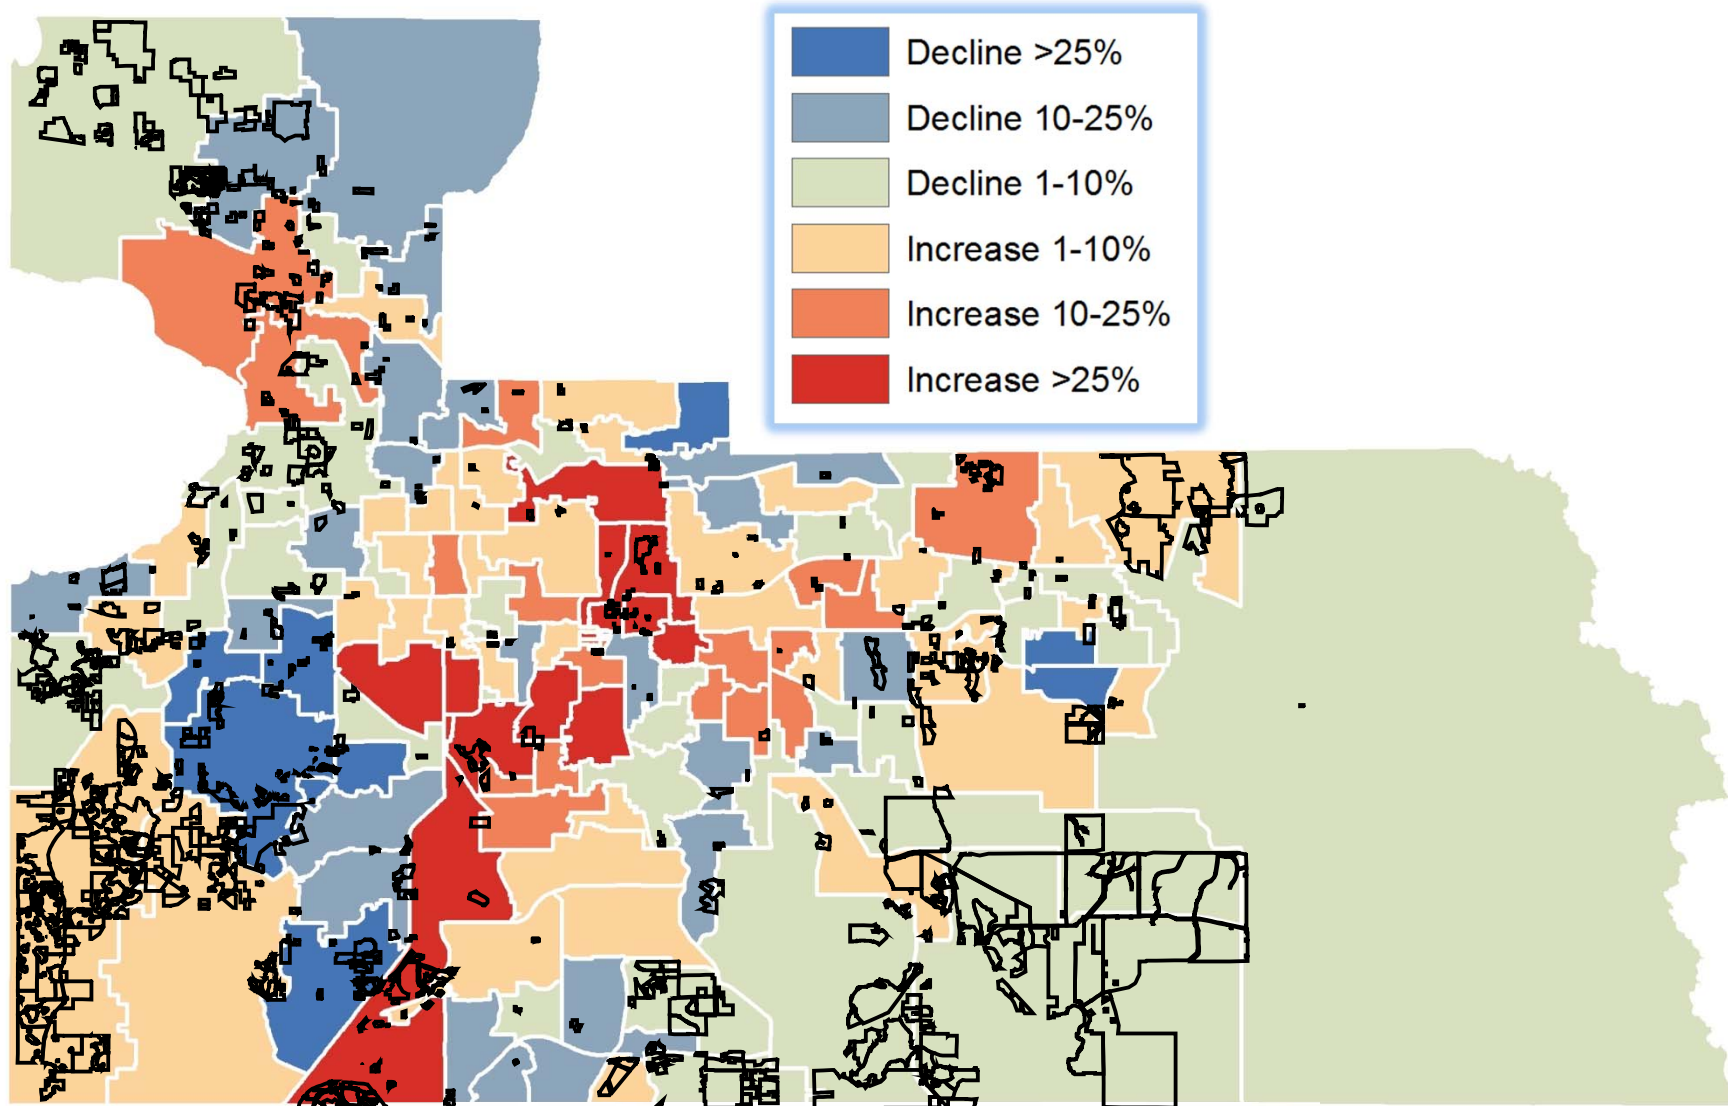 Decline >25%
Decline 10-25%
Decline 1-10%
Increase 1-10%
Increase 10-25%
Increase >25%